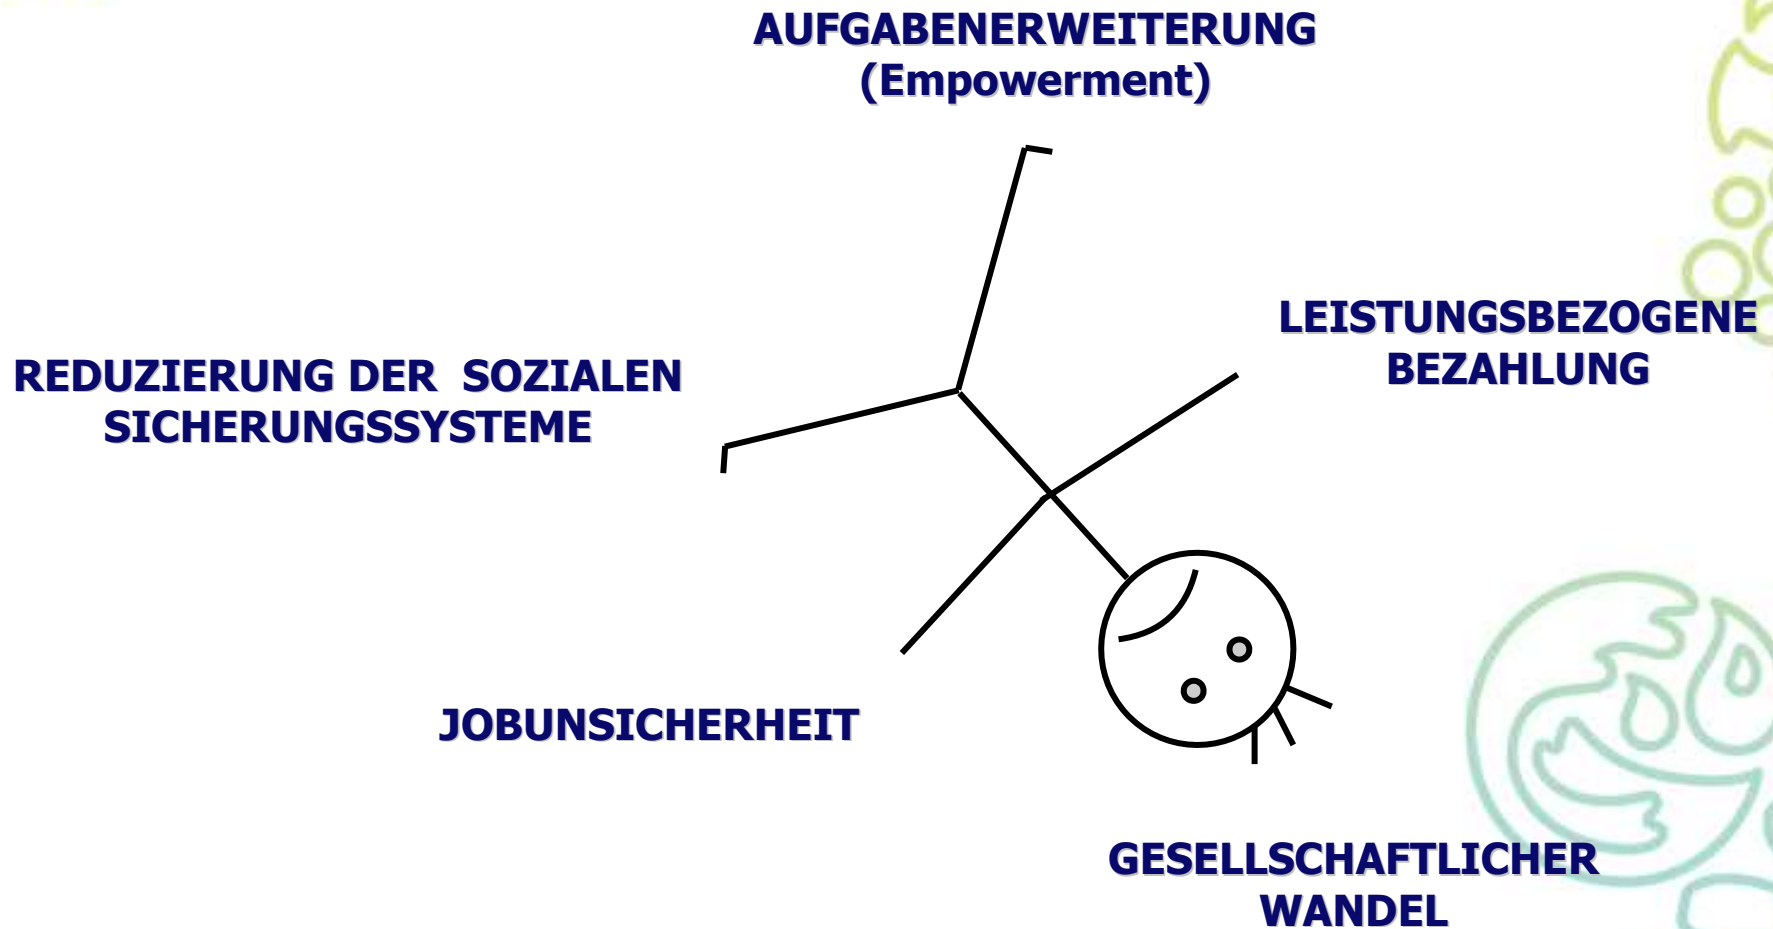 AUFGABENERWEITERUNG
(Empowerment)
LEISTUNGSBEZOGENE
BEZAHLUNG
REDUZIERUNG DER SOZIALEN
SICHERUNGSSYSTEME
JOBUNSICHERHEIT
GESELLSCHAFTLICHER
WANDEL